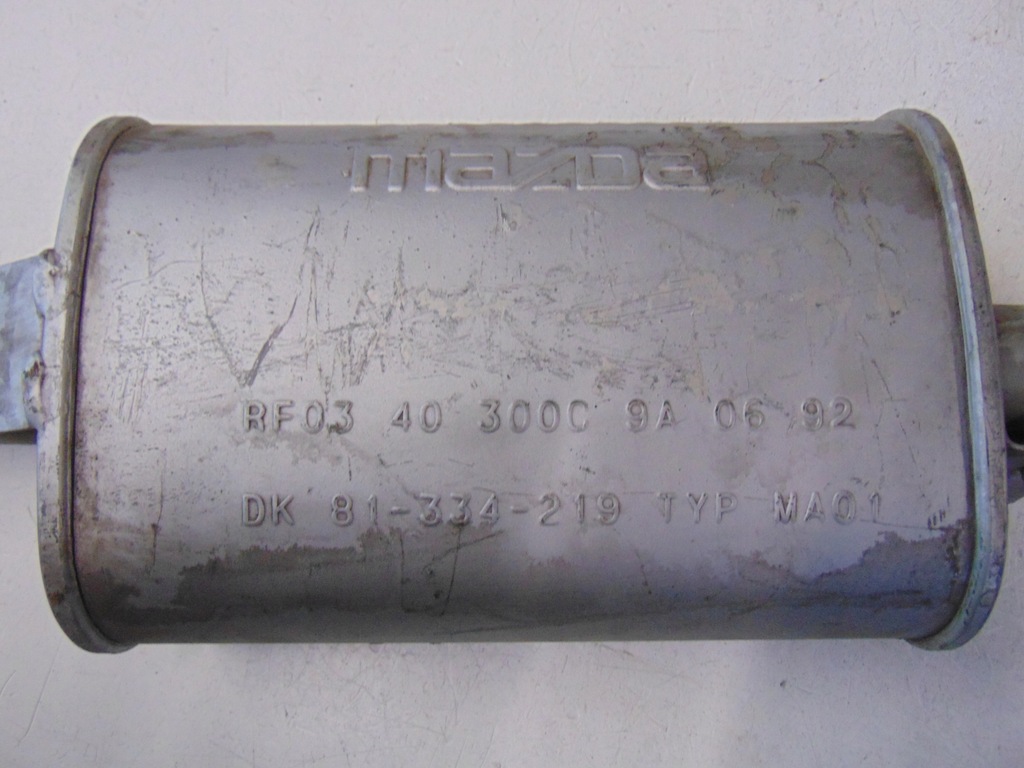 mazda
RF03 40 300C 9A 06 92
DK 81-334-219 TYP MA01